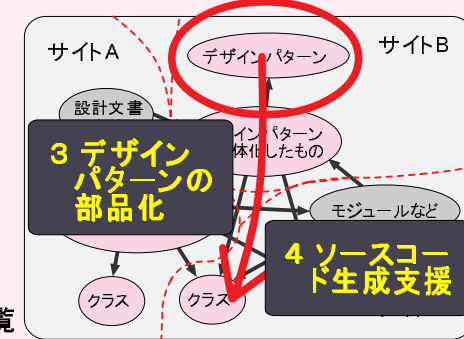 サイトA
サイトB
デザインパターン
設計文書
インパターン
体化したもの
3 デザイン
パターンの
部品化
モジュールなど
4 ソースコー
ド生成支援
クラス
クラス
覧